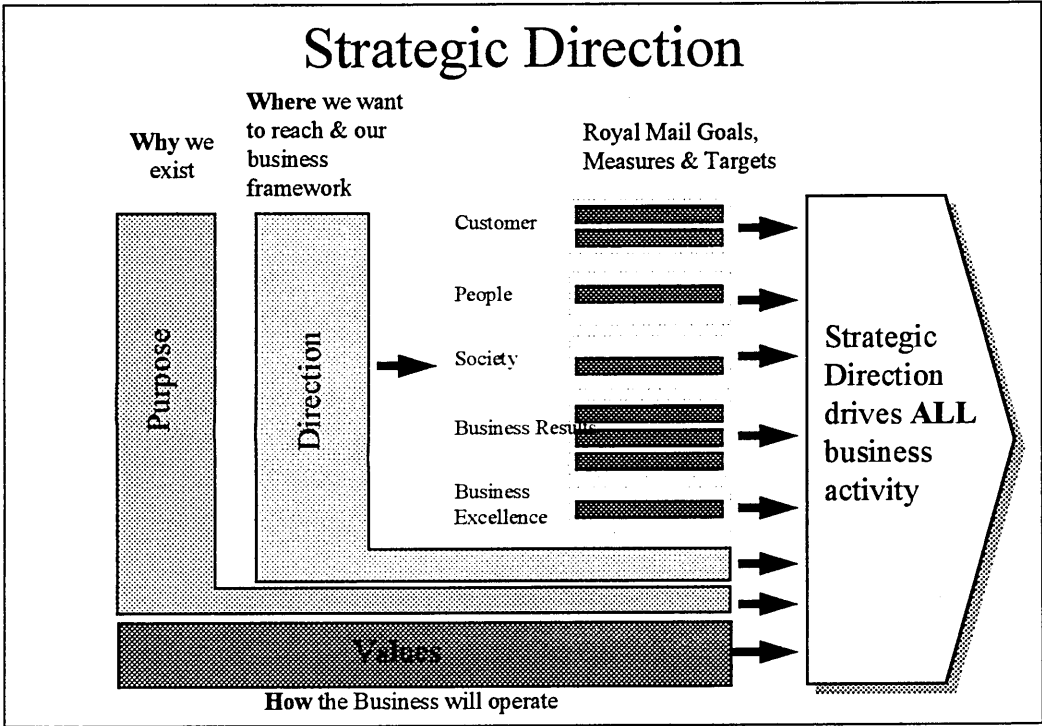 Strategic Direction
Why we
exist
Where we want
to reach & our
business
framework
Royal Mail Goals,
Measures & Targets
Purpose
Direction
Customer
People
Society
Business Results
Business
Excellence
Strategic
Direction
drives ALL
business
activity
Values
How the Business will operate